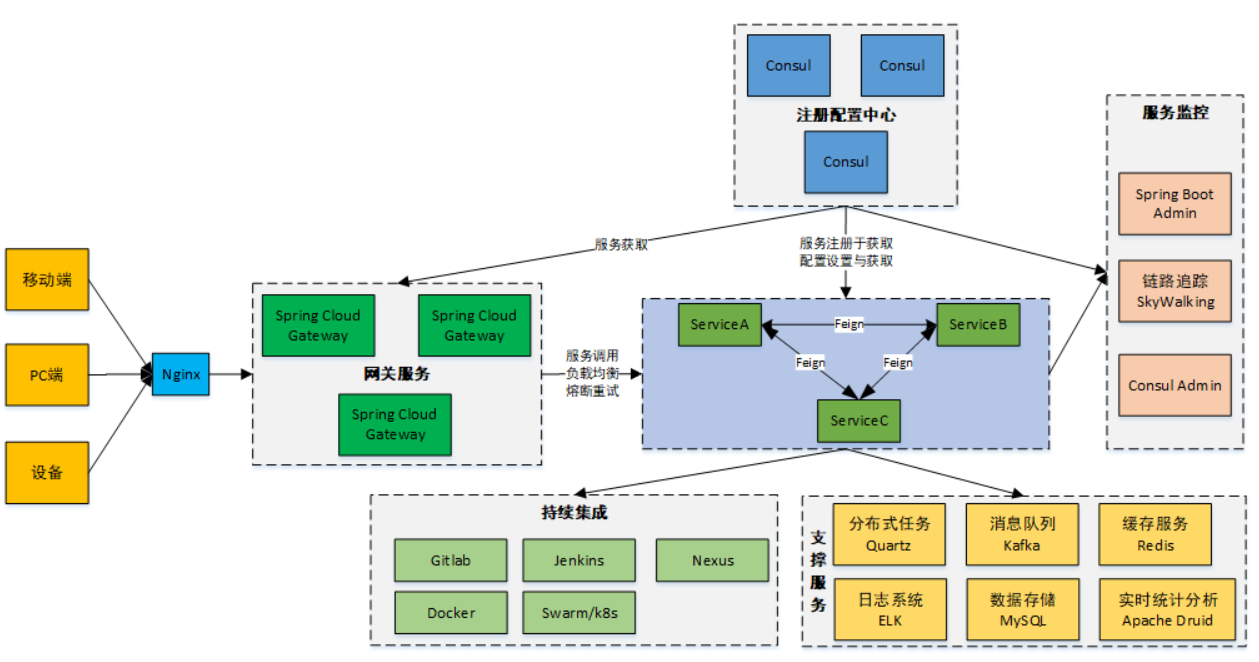 Consul
Consul
注册配置中心
Consul
服务监控
Spring Boot
Admin
链路追踪
SkyWalking
Consul Admin
服务获取
服务注册于获取
配置设置与获取
移动端
PC端
设备
Nginx
Spring Cloud
Gateway
Spring Cloud
Gateway
网关服务
Spring Cloud
Gateway
服务调用
负载均衡
熔断重试
ServiceA
Feign
ServiceB
Feign
Feign
ServiceC
持续集成
Gitlab
Jenkins
Nexus
Docker
Swarm/k8s
支撑服务
分布式任务
Quartz
消息队列
Kafka
缓存服务
Redis
日志系统
ELK
数据存储
MySQL
实时统计分析
Apache Druid